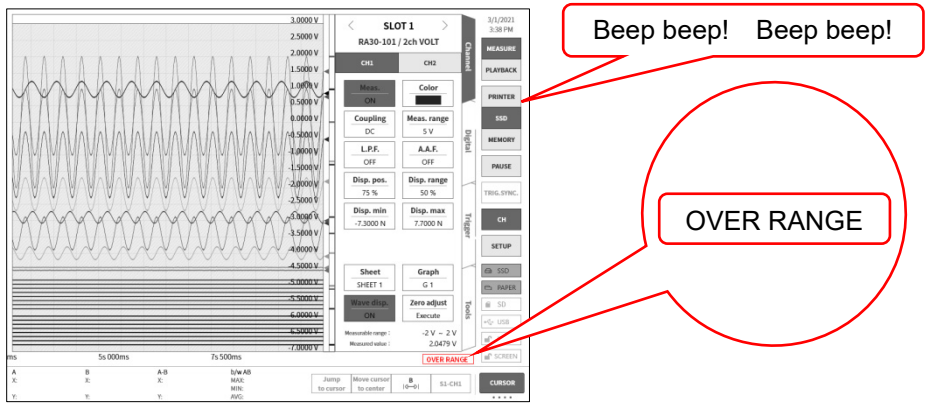 Beep beep! Beep beep!
OVER RANGE
3.0000 V
2.5000 V
2.0000 V
1.5000 V
1.0000 V
0.5000 V
0.0000 V
-0.5000 V
-1.0000 V
-1.5000 V
-2.0000 V
-2.5000 V
-3.0000 V
-3.5000 V
-4.0000 V
-4.5000 V
-5.0000 V
-5.5000 V
-6.0000 V
-6.5000 V
-7.0000 V
ms
5s000ms
7s500ms
SLOT 1
RA30-101 / 2ch VOLT
CH1 CH2
Meas. ON
Color
Coupling DC
Meas. range 5 V
L.P.F. OFF
A.A.F. OFF
Disp. pos. 75 %
Disp. range 50 %
Disp. min -7.3000 N
Disp. max 7.7000 N
Sheet SHEET 1
Graph G 1
Wave disp. ON
Zero adjust Execute
Measurable range : -2 V ~ 2 V
Measured value : 2.0479 V
OVER RANGE
Channel
Digital
Trigger
Tools
3/1/2021
3:38 PM
MEASURE
PLAYBACK
PRINTER
SSD
MEMORY
PAUSE
TRIG.SYNC.
CH
SETUP
SSD
PAPER
SD
USB
SCREEN
A B A-B b/w AB
X: X: X: MAX:
MIN:
Y: Y: Y: AVG:
Jump to cursor
Move cursor to center
B
S1-CH1
CURSOR